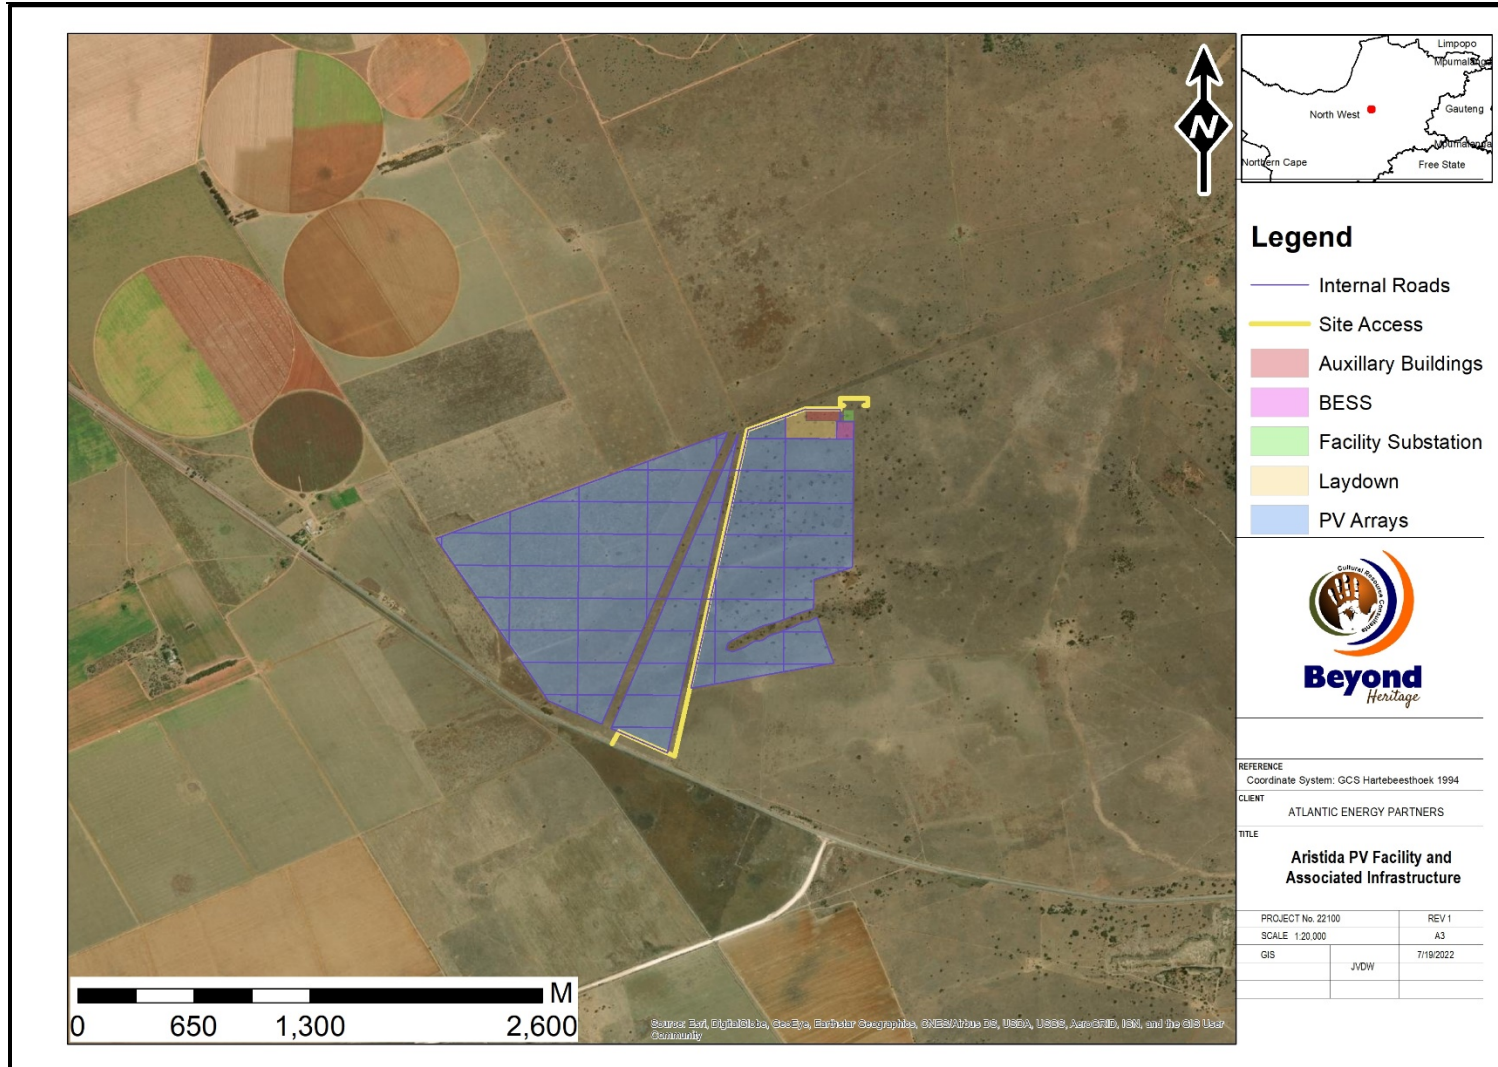 N
Limpopo
Mpumalanga
North West
Gauteng
Mpumalanga
Northern Cape
Free State
Legend
Internal Roads
Site Access
Auxillary Buildings
BESS
Facility Substation
Laydown
PV Arrays
Cultural Resource Consultants
Beyond
Heritage
REFERENCE
Coordinate System: GCS Hartebeesthoek 1994
CLIENT
ATLANTIC ENERGY PARTNERS
TITLE
Aristida PV Facility and
Associated Infrastructure
PROJECT No. 22100 REV 1
SCALE 1:20,000 A3
GIS 7/19/2022
JVDW
M
0 650 1,300 2,600
Source: Esri, DigitalGlobe, GeoEye, Earthstar Geographics, CNES/Airbus DS, USDA, USGS, AeroGRID, IGN, and the GIS User
Community